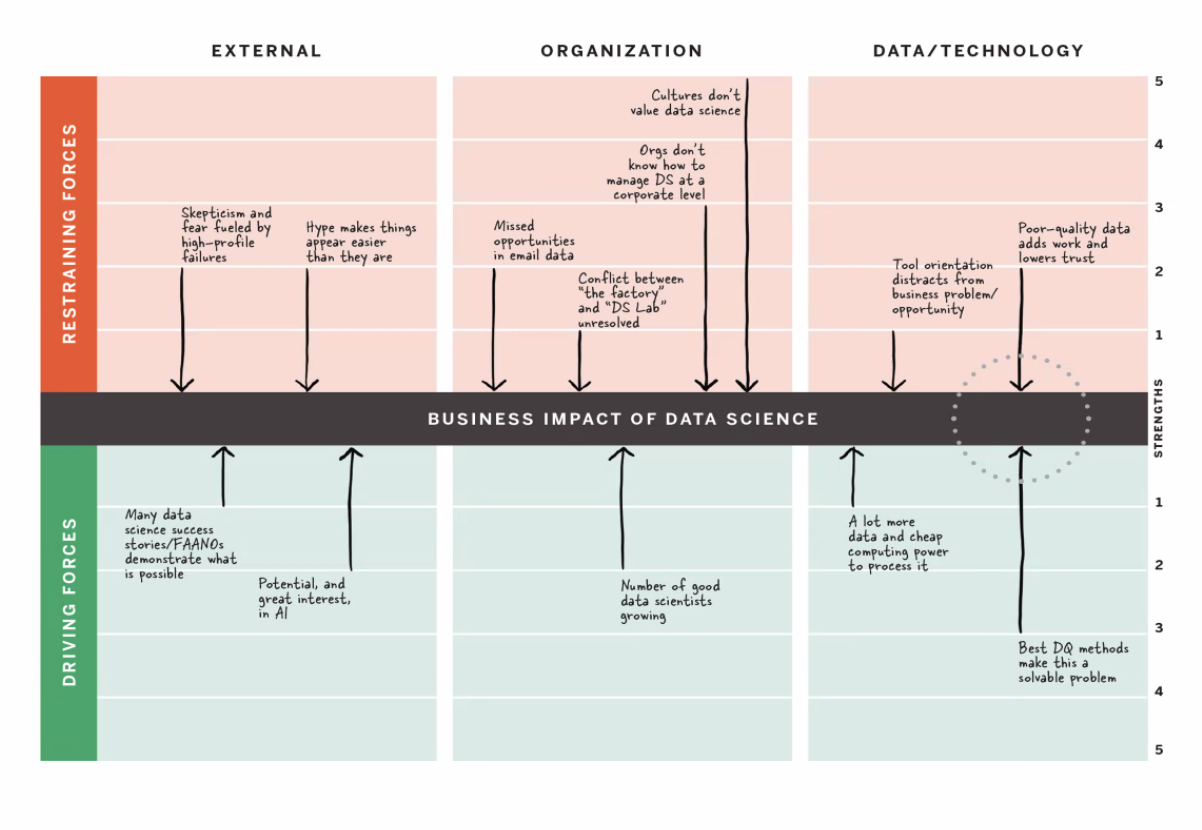 EXTERNAL
ORGANIZATION
DATA/TECHNOLOGY
RESTRAINING FORCES
Skepticism and
fear fueled by
high-profile
failures
Hype makes things
appear easier
than they are
Missed
opportunities
in email data
Conflict between
"the factory"
and "DS Lab"
unresolved
Orgs don't
know how to
manage DS at a
corporate level
Cultures don't
value data science
Tool orientation
distracts from
business problem/
opportunity
Poor-quality data
adds work and
lowers trust
5
4
3
2
1
BUSINESS IMPACT OF DATA SCIENCE
STRENGTHS
DRIVING FORCES
Many data
science success
stories/FAANOs
demonstrate what
is possible
Potential, and
great interest,
in AI
Number of good
data scientists
growing
A lot more
data and cheap
computing power
to process it
Best DQ methods
make this a
solvable problem
1
2
3
4
5